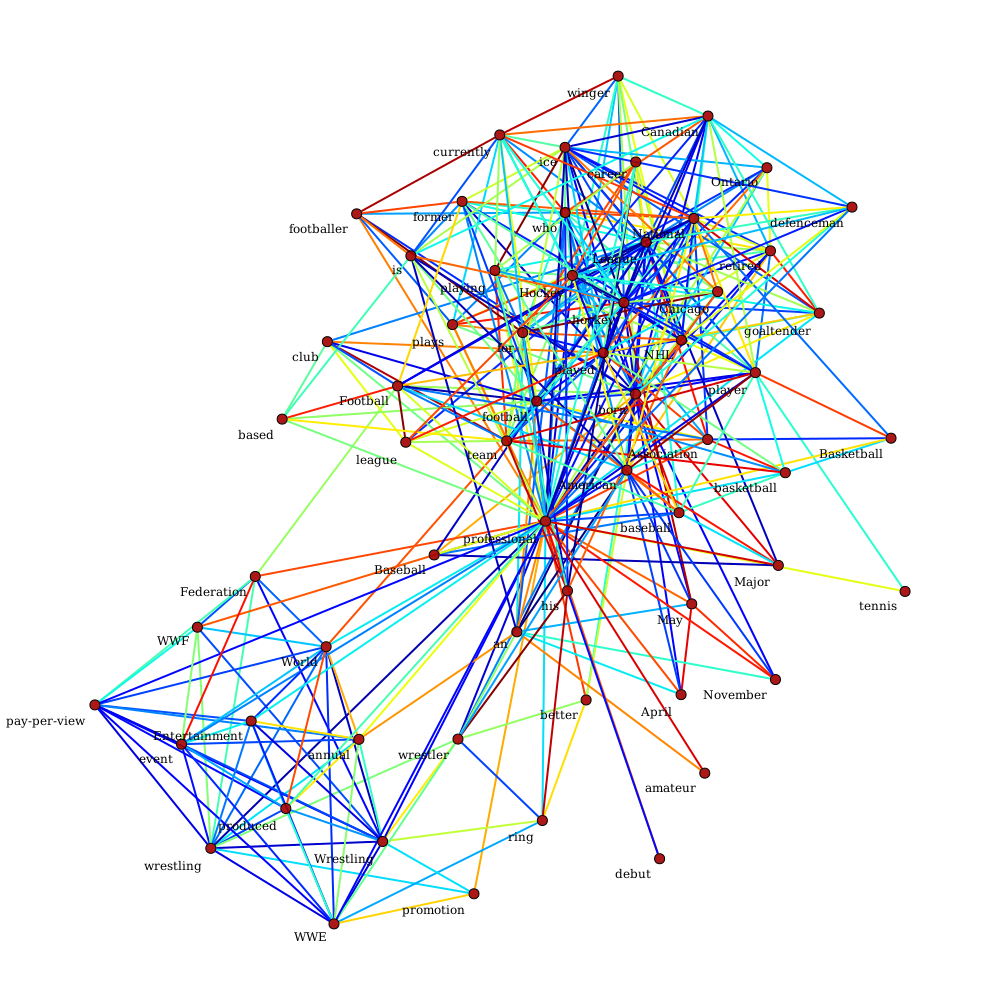 winger
Canadian
currently
ice
career
Ontario
former
footballer
who
National
defenceman
is
League
retired
playing
Hockey
Chicago
hockey
goaltender
plays
for
club
NHL
played
player
Football
football
born
based
league
team
Association
Basketball
American
basketball
professional
baseball
Baseball
Major
Federation
his
tennis
WWF
May
an
World
pay-per-view
better
April
November
Entertainment
event
annual
wrestler
amateur
produced
ring
wrestling
Wrestling
debut
promotion
WWE